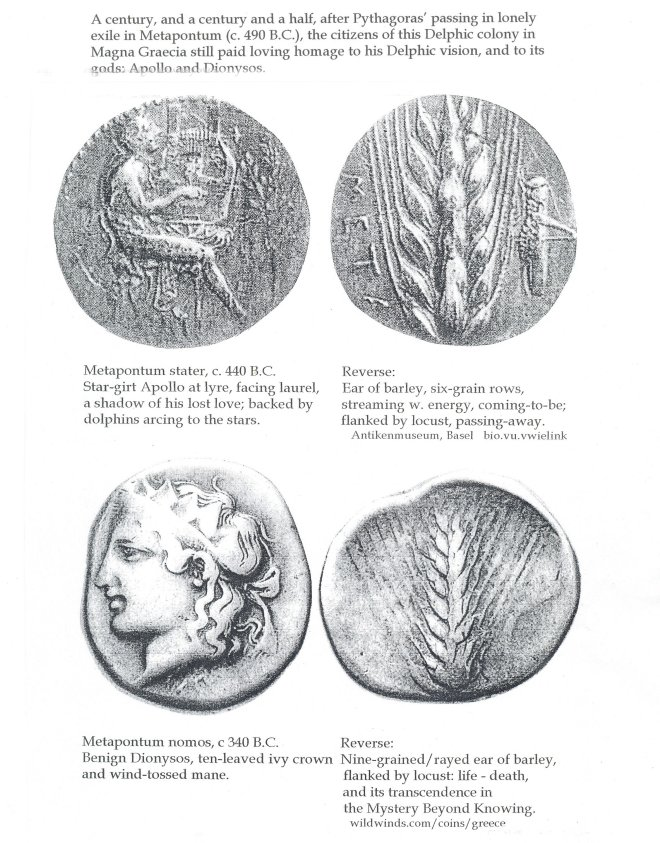 A century, and a century and a half, after Pythagoras' passing in lonely
exile in Metapontum (c. 490 B.C.), the citizens of this Delphic colony in
Magna Graecia still paid loving homage to his Delphic vision, and to its
gods: Apollo and Dionysos.
META
Metapontum stater, c. 440 B.C.
Star-girt Apollo at lyre, facing laurel,
a shadow of his lost love; backed by
dolphins arcing to the stars.
Reverse:
Ear of barley, six-grain rows,
streaming w. energy, coming-to-be;
flanked by locust, passing-away.
Antikenmuseum, Basel bio.vu.vwielink
Metapontum nomos, c 340 B.C.
Benign Dionysos, ten-leaved ivy crown
and wind-tossed mane.
Reverse:
Nine-grained/rayed ear of barley,
flanked by locust: life - death,
and its transcendence in
the Mystery Beyond Knowing.
wildwinds.com/coins/greece